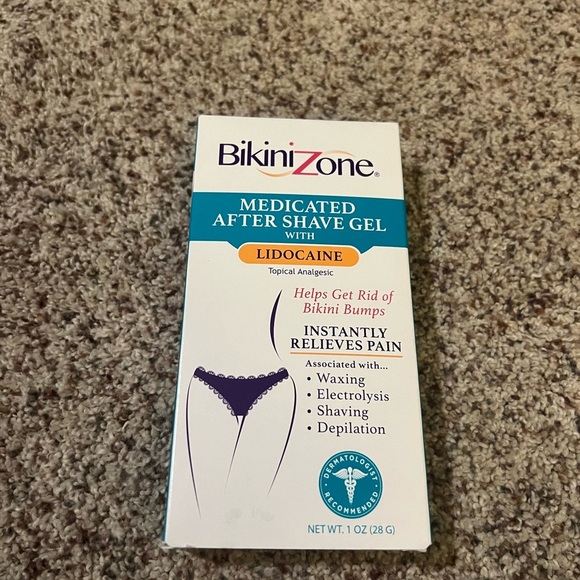 BikiniZone®
MEDICATED
AFTER SHAVE GEL
WITH
LIDOCAINE
Topical Analgesic
Helps Get Rid of
Bikini Bumps
INSTANTLY
RELIEVES PAIN
Associated with...
• Waxing
• Electrolysis
• Shaving
• Depilation
DERMATOLOGIST
RECOMMENDED
NET WT. 1 OZ (28 G)